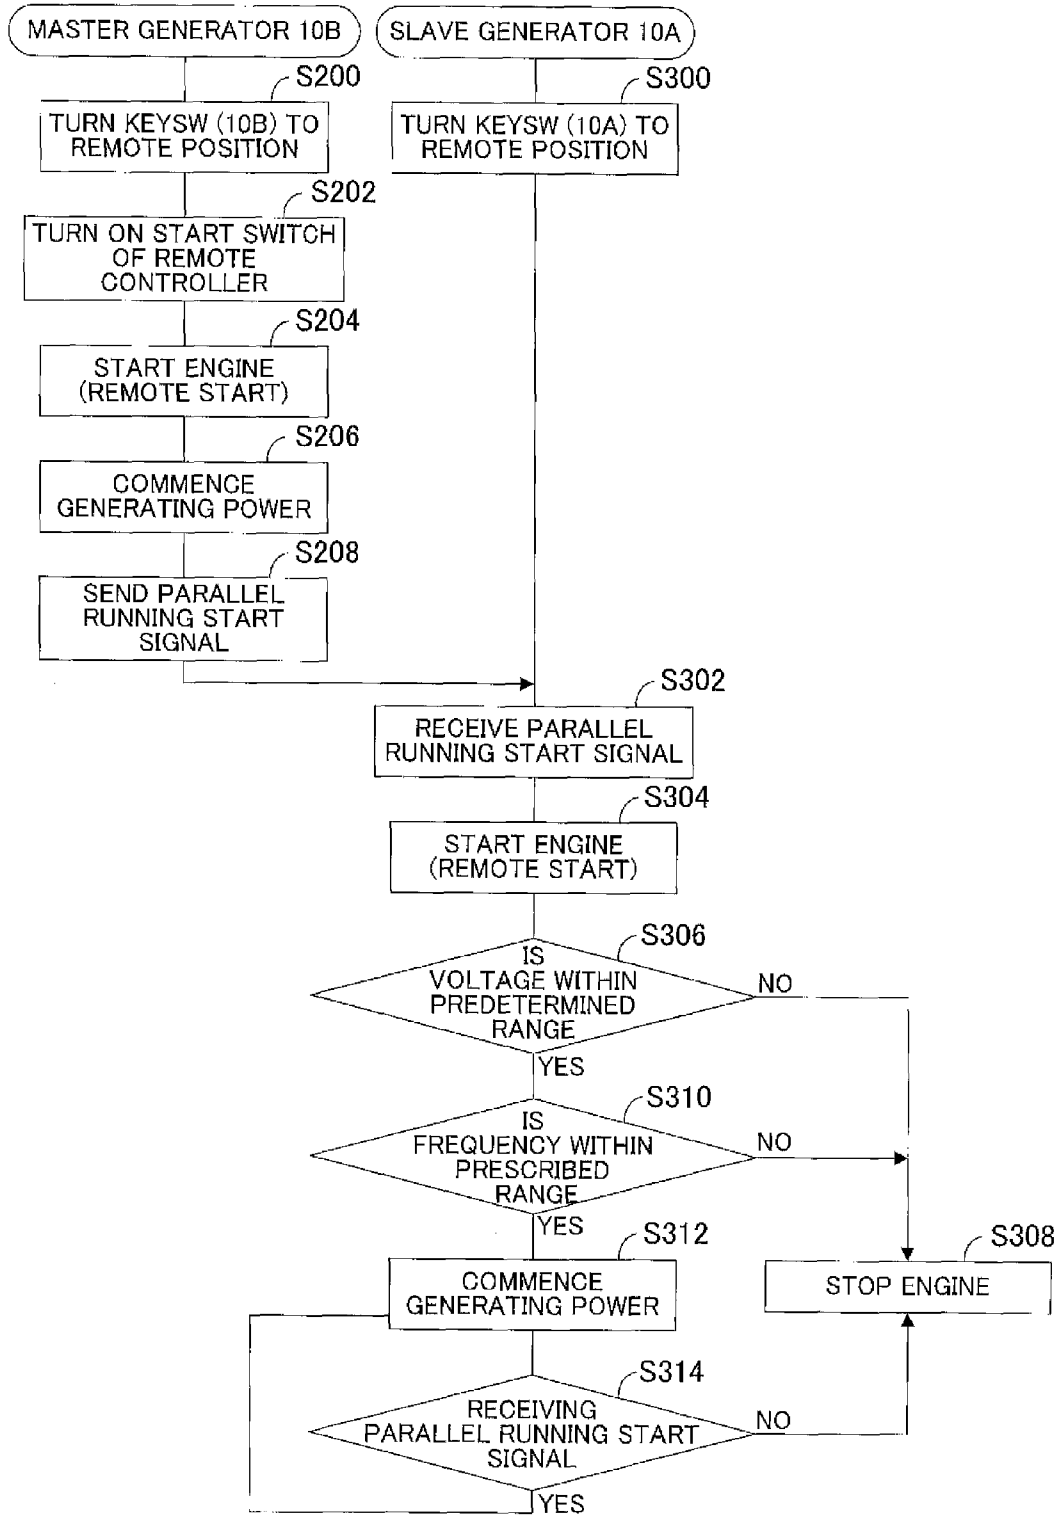 MASTER GENERATOR 10B
SLAVE GENERATOR 10A
S200
TURN KEYSW (10B) TO
REMOTE POSITION
S300
TURN KEYSW (10A) TO
REMOTE POSITION
S202
TURN ON START SWITCH
OF REMOTE
CONTROLLER
S204
START ENGINE
(REMOTE START)
S206
COMMENCE
GENERATING POWER
S208
SEND PARALLEL
RUNNING START
SIGNAL
S302
RECEIVE PARALLEL
RUNNING START SIGNAL
S304
START ENGINE
(REMOTE START)
S306
IS
VOLTAGE WITHIN
PREDETERMINED
RANGE
NO
YES
S310
IS
FREQUENCY WITHIN
PRESCRIBED
RANGE
NO
YES
S312
COMMENCE
GENERATING POWER
S308
STOP ENGINE
S314
RECEIVING
PARALLEL RUNNING START
SIGNAL
NO
YES